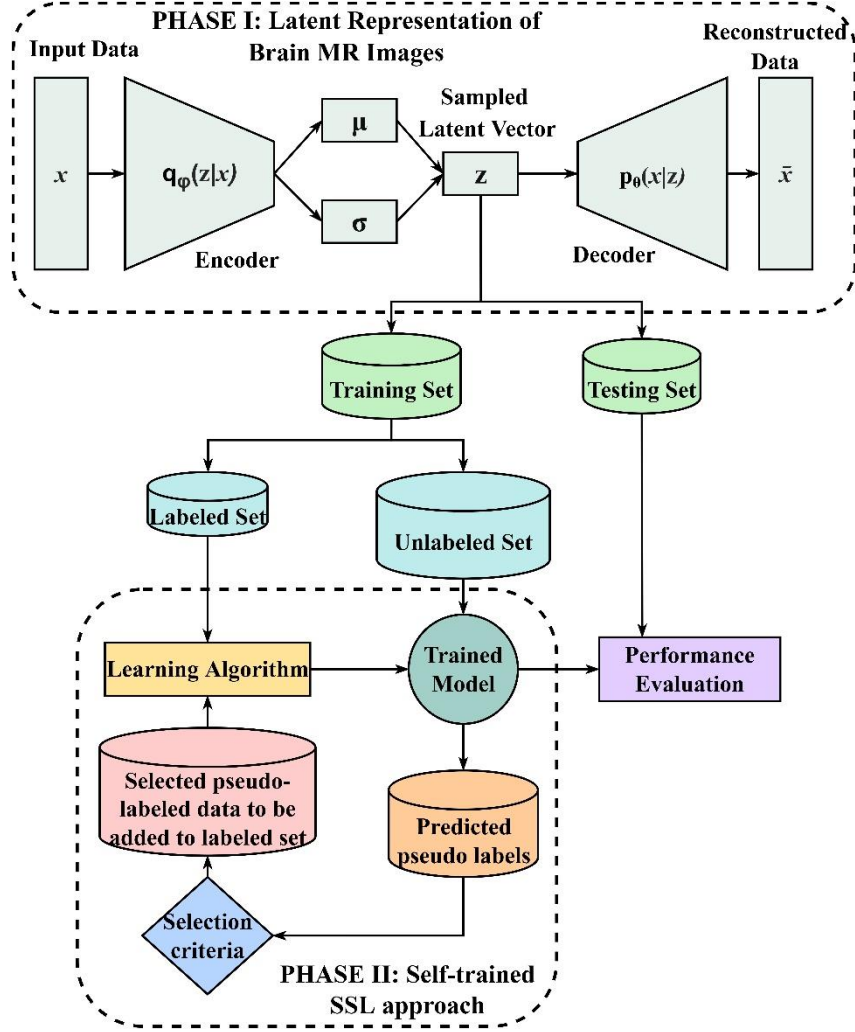 PHASE I: Latent Representation of
Brain MR Images
Input Data
Reconstructed
Data
Sampled
Latent Vector
x
qφ(z|x)
μ
σ
z
pθ(x|z)
x̄
Encoder
Decoder
Training Set
Testing Set
Labeled Set
Unlabeled Set
Learning Algorithm
Trained
Model
Performance
Evaluation
Selected pseudo-
labeled data to be
added to labeled set
Predicted
pseudo labels
Selection
criteria
PHASE II: Self-trained
SSL approach